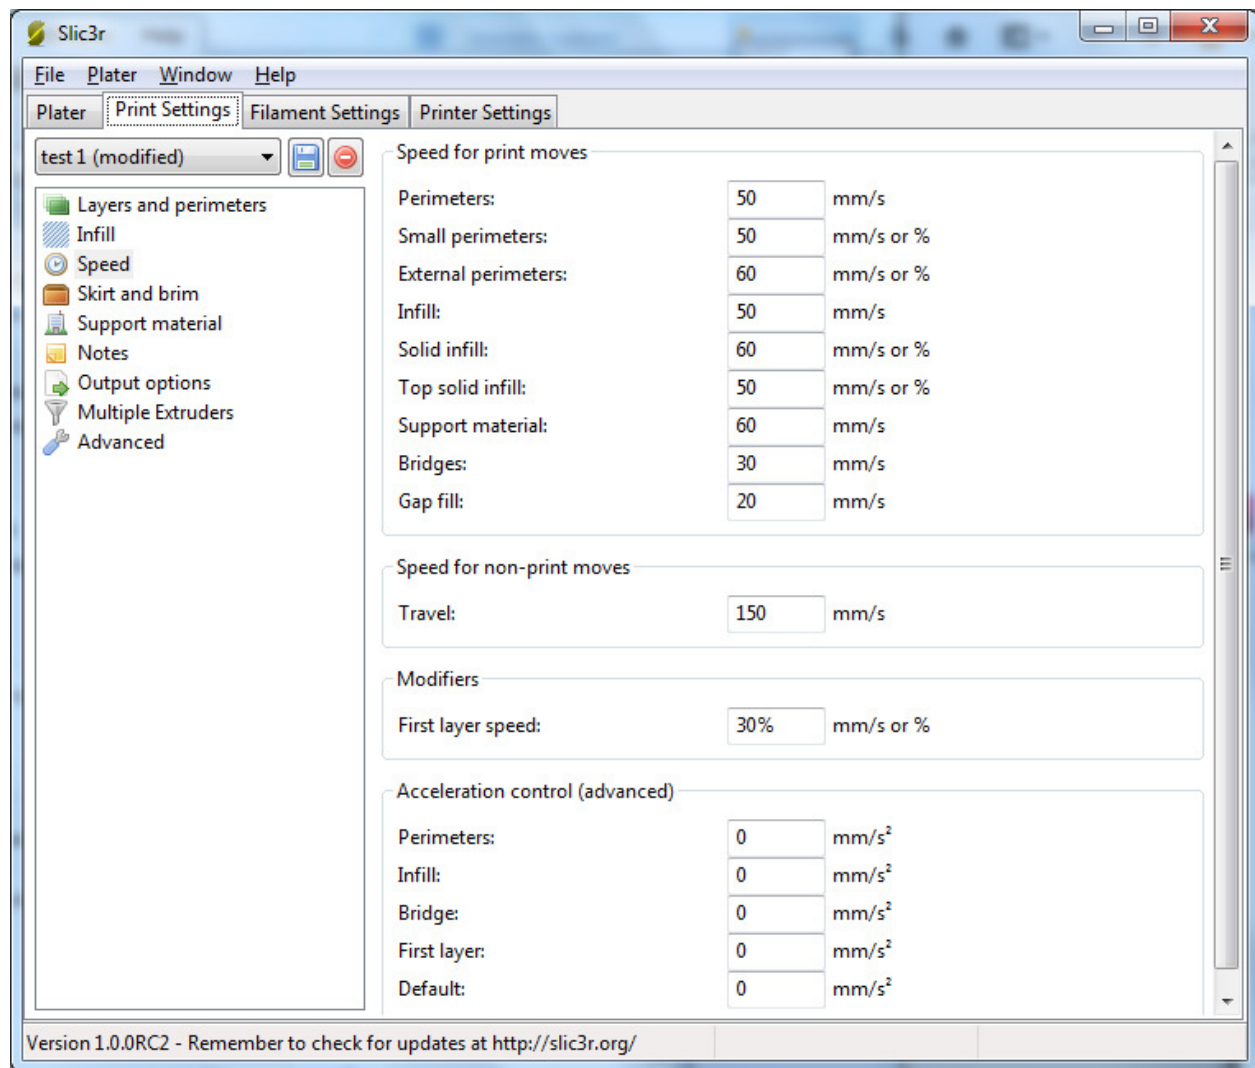 Slic3r
File Plater Window Help
Plater Print Settings Filament Settings Printer Settings
test 1 (modified)
Layers and perimeters
Infill
Speed
Skirt and brim
Support material
Notes
Output options
Multiple Extruders
Advanced
Speed for print moves
Perimeters: 50 mm/s
Small perimeters: 50 mm/s or %
External perimeters: 60 mm/s or %
Infill: 50 mm/s
Solid infill: 60 mm/s or %
Top solid infill: 50 mm/s or %
Support material: 60 mm/s
Bridges: 30 mm/s
Gap fill: 20 mm/s
Speed for non-print moves
Travel: 150 mm/s
Modifiers
First layer speed: 30% mm/s or %
Acceleration control (advanced)
Perimeters: 0 mm/s²
Infill: 0 mm/s²
Bridge: 0 mm/s²
First layer: 0 mm/s²
Default: 0 mm/s²
Version 1.0.0RC2 - Remember to check for updates at http://slic3r.org/